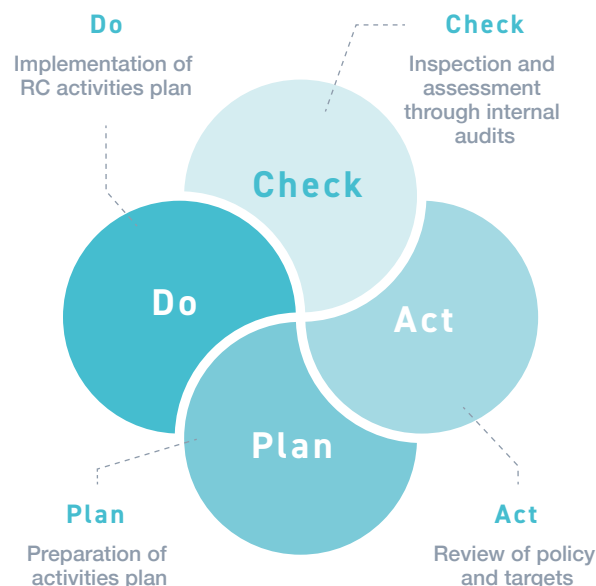 Do
Implementation of
RC activities plan
Check
Inspection and
assessment
through internal
audits
Check
Do
Act
Plan
Plan
Preparation of
activities plan
Act
Review of policy
and targets